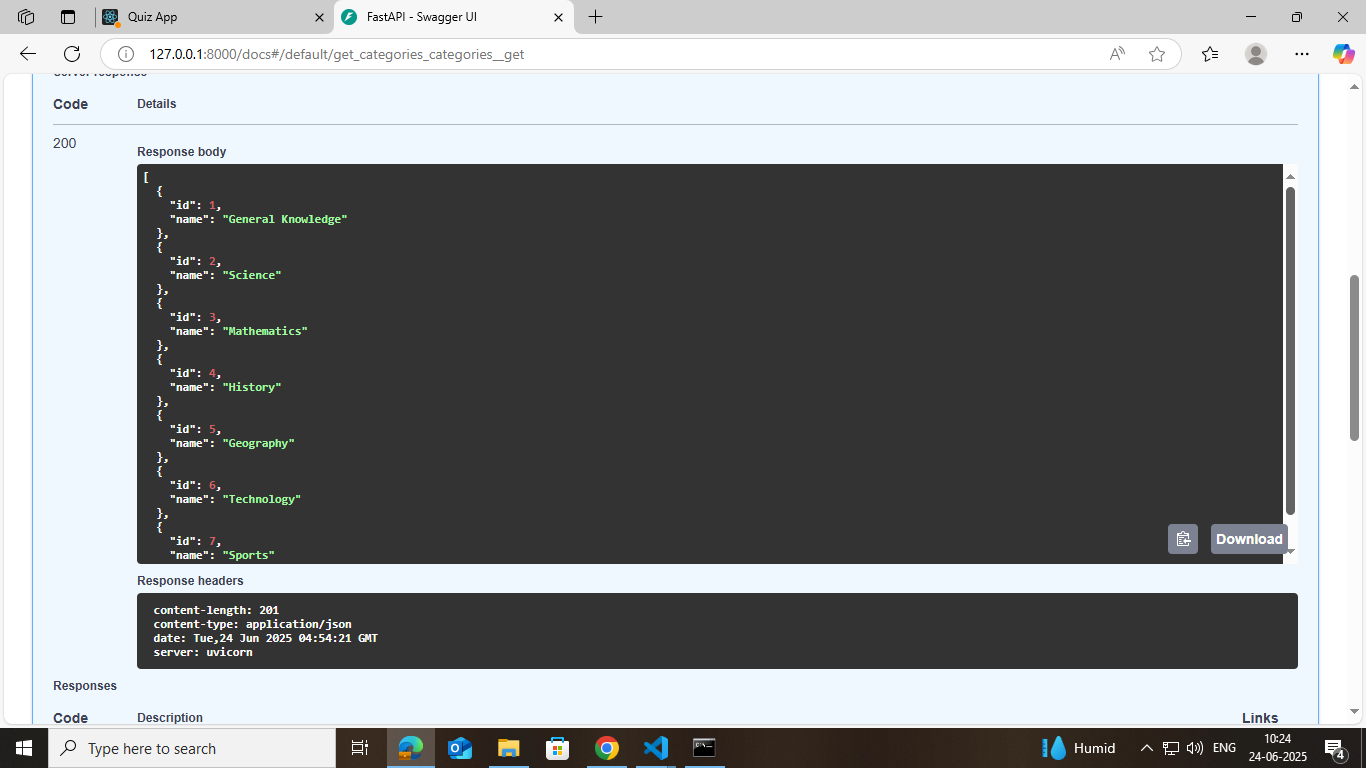 Quiz App
FastAPI - Swagger UI
127.0.0.1:8000/docs#/default/get_categories_categories__get
Server response
Code Details
200
Response body
[
{
"id": 1,
"name": "General Knowledge"
},
{
"id": 2,
"name": "Science"
},
{
"id": 3,
"name": "Mathematics"
},
{
"id": 4,
"name": "History"
},
{
"id": 5,
"name": "Geography"
},
{
"id": 6,
"name": "Technology"
},
{
"id": 7,
"name": "Sports"
Download
Response headers
content-length: 201
content-type: application/json
date: Tue,24 Jun 2025 04:54:21 GMT
server: uvicorn
Responses
Code Description Links
Type here to search
Humid
ENG
10:24
24-06-2025
4